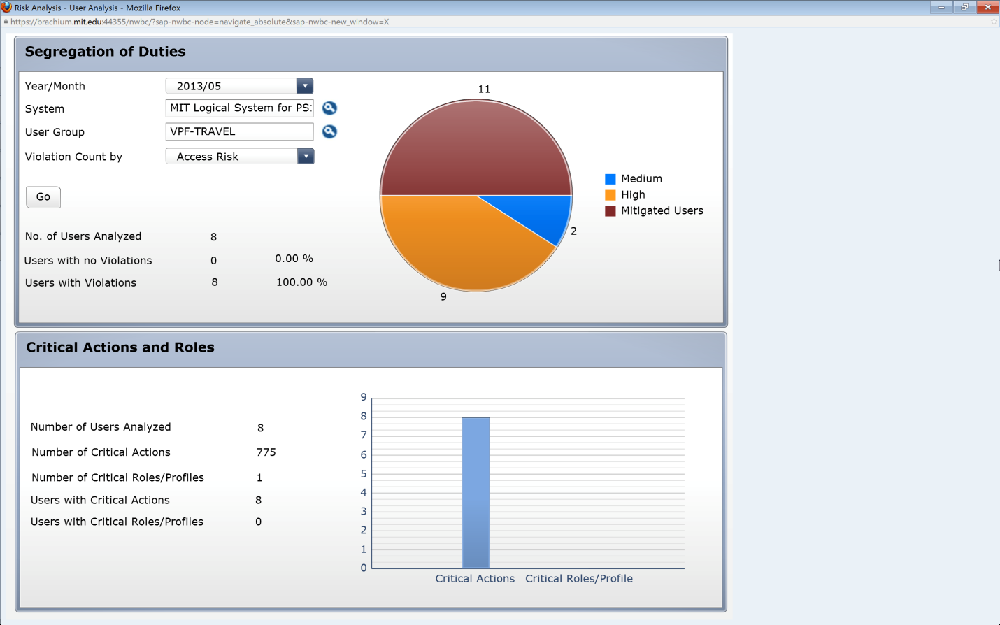 Risk Analysis - User Analysis - Mozilla Firefox
https://brachium.mit.edu:44355/nwbc/?sap-nwbc-node=navigate_absolute&sap-nwbc-new_window=X
Segregation of Duties
Year/Month 2013/05
System MIT Logical System for PS
User Group VPF-TRAVEL
Violation Count by Access Risk
Go
No. of Users Analyzed 8
Users with no Violations 0 0.00 %
Users with Violations 8 100.00 %
11
2
9
Medium
High
Mitigated Users
Critical Actions and Roles
Number of Users Analyzed 8
Number of Critical Actions 775
Number of Critical Roles/Profiles 1
Users with Critical Actions 8
Users with Critical Roles/Profiles 0
9
8
7
6
5
4
3
2
1
0
Critical Actions Critical Roles/Profile